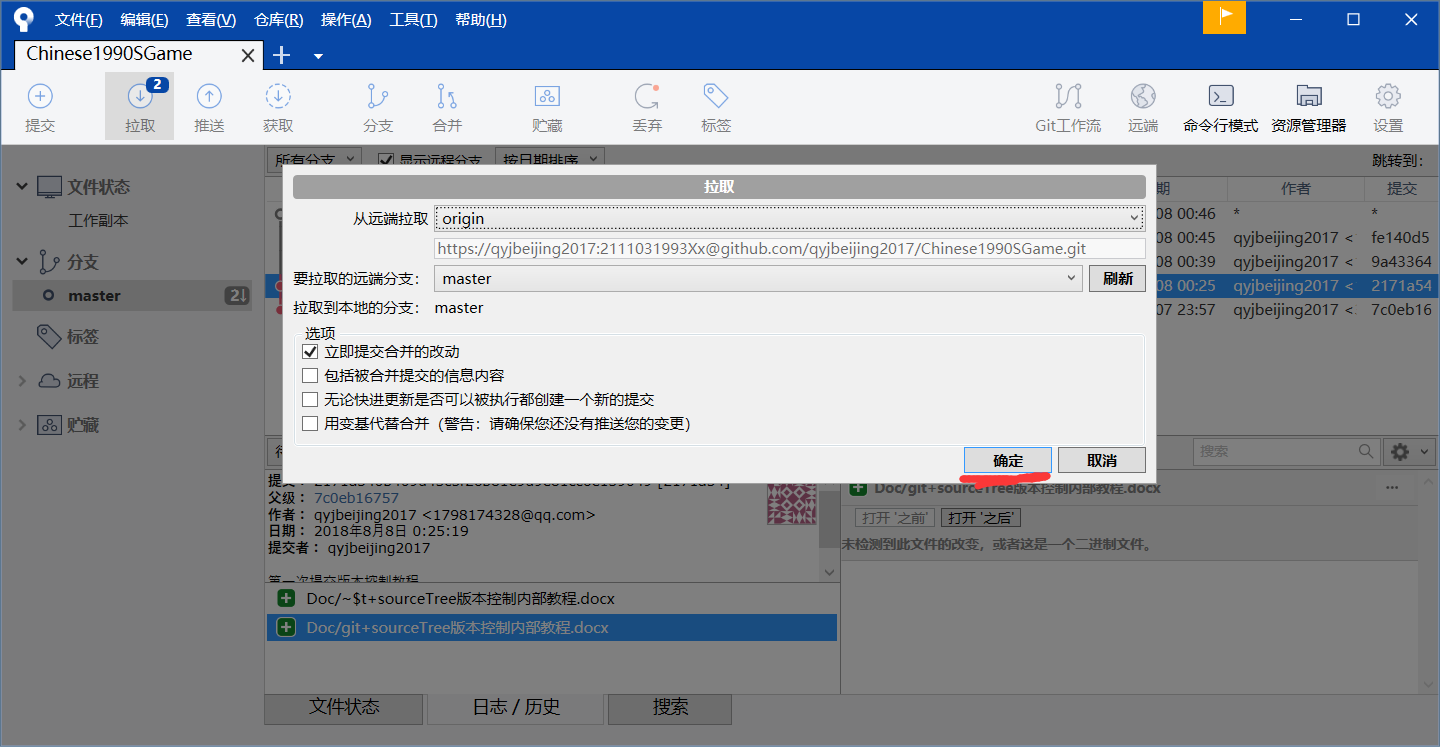 文件(F) 编辑(E) 查看(V) 仓库(R) 操作(A) 工具(T) 帮助(H)
Chinese1990SGame
2
提交 拉取 推送 获取 分支 合并 贮藏 丢弃 标签 Git工作流 远端 命令行模式 资源管理器 设置
所有分支 显示远程分支 按日期排序 跳转到:
文件状态
工作副本
分支
master 2↓
标签
远程
贮藏
期 作者 提交
08 00:46 * *
08 00:45 qyjbeijing2017 < fe140d5
08 00:39 qyjbeijing2017 < 9a43364
08 00:25 qyjbeijing2017 < 2171a54
07 23:57 qyjbeijing2017 < 7c0eb16
拉取
从远端拉取 origin
https://qyjbeijing2017:2111031993Xx@github.com/qyjbeijing2017/Chinese1990SGame.git
要拉取的远端分支: master 刷新
拉取到本地的分支: master
选项
立即提交合并的改动
包括被合并提交的信息内容
无论快进更新是否可以被执行都创建一个新的提交
用变基代替合并（警告：请确保您还没有推送您的变更）
确定 取消
搜索
父级： 7c0eb16757
作者： qyjbeijing2017 <1798174328@qq.com>
日期： 2018年8月8日 0:25:19
提交者： qyjbeijing2017
第一次提交版本控制教程
Doc/~$t+sourceTree版本控制内部教程.docx
Doc/git+sourceTree版本控制内部教程.docx
Doc/git+sourceTree版本控制内部教程.docx ...
打开 '之前' 打开 '之后'
未检测到此文件的改变，或者这是一个二进制文件。
文件状态 日志 / 历史 搜索